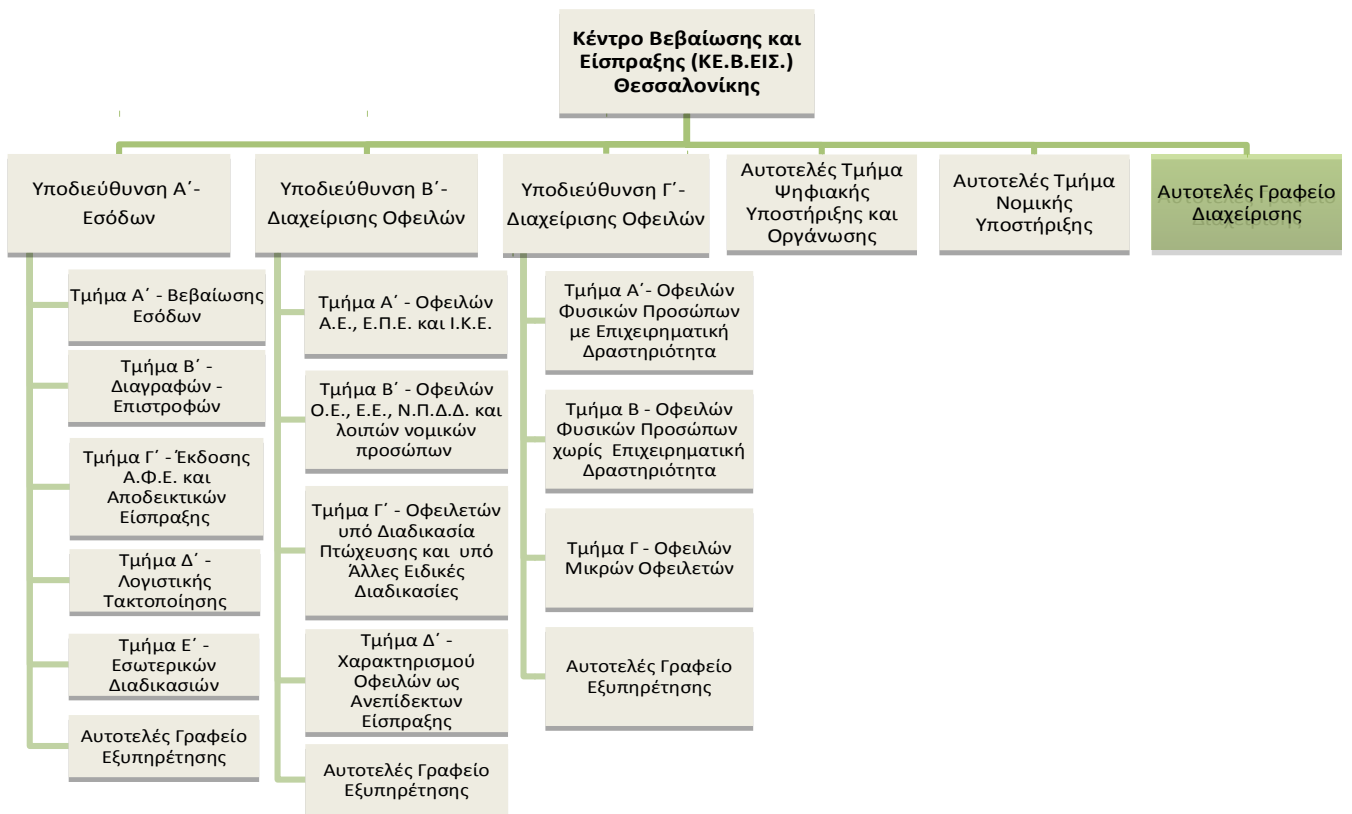 Κέντρο Βεβαίωσης και
Είσπραξης (ΚΕ.Β.ΕΙΣ.)
Θεσσαλονίκης
Υποδιεύθυνση Α΄-
Εσόδων
Υποδιεύθυνση Β΄-
Διαχείρισης Οφειλών
Υποδιεύθυνση Γ΄-
Διαχείρισης Οφειλών
Αυτοτελές Τμήμα
Ψηφιακής
Υποστήριξης και
Οργάνωσης
Αυτοτελές Τμήμα
Νομικής
Υποστήριξης
Αυτοτελές Γραφείο
Διαχείρισης
Τμήμα Α΄ - Βεβαίωσης
Εσόδων
Τμήμα Β΄ -
Διαγραφών -
Επιστροφών
Τμήμα Γ΄ - Έκδοσης
Α.Φ.Ε. και
Αποδεικτικών
Είσπραξης
Τμήμα Δ΄ -
Λογιστικής
Τακτοποίησης
Τμήμα Ε΄ -
Εσωτερικών
Διαδικασιών
Αυτοτελές Γραφείο
Εξυπηρέτησης
Τμήμα Α΄ - Οφειλών
Α.Ε., Ε.Π.Ε. και Ι.Κ.Ε.
Τμήμα Β΄ - Οφειλών
Ο.Ε., Ε.Ε., Ν.Π.Δ.Δ. και
λοιπών νομικών
προσώπων
Τμήμα Γ΄ - Οφειλετών
υπό Διαδικασία
Πτώχευσης και υπό
Άλλες Ειδικές
Διαδικασίες
Τμήμα Δ΄ -
Χαρακτηρισμού
Οφειλών ως
Ανεπίδεκτων
Είσπραξης
Αυτοτελές Γραφείο
Εξυπηρέτησης
Τμήμα Α΄- Οφειλών
Φυσικών Προσώπων
με Επιχειρηματική
Δραστηριότητα
Τμήμα Β - Οφειλών
Φυσικών Προσώπων
χωρίς Επιχειρηματική
Δραστηριότητα
Τμήμα Γ - Οφειλών
Μικρών Οφειλετών
Αυτοτελές Γραφείο
Εξυπηρέτησης